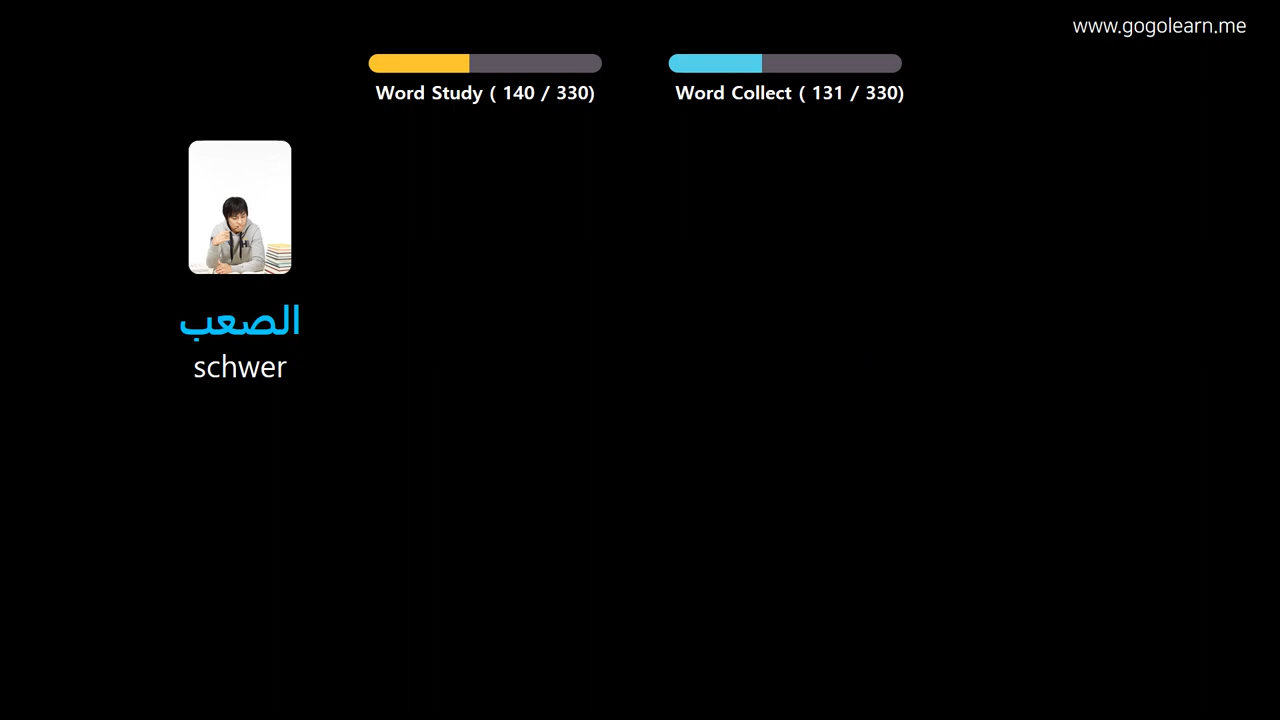 www.gogolearn.me
Word Study ( 140 / 330)
Word Collect ( 131 / 330)
الصعب
schwer